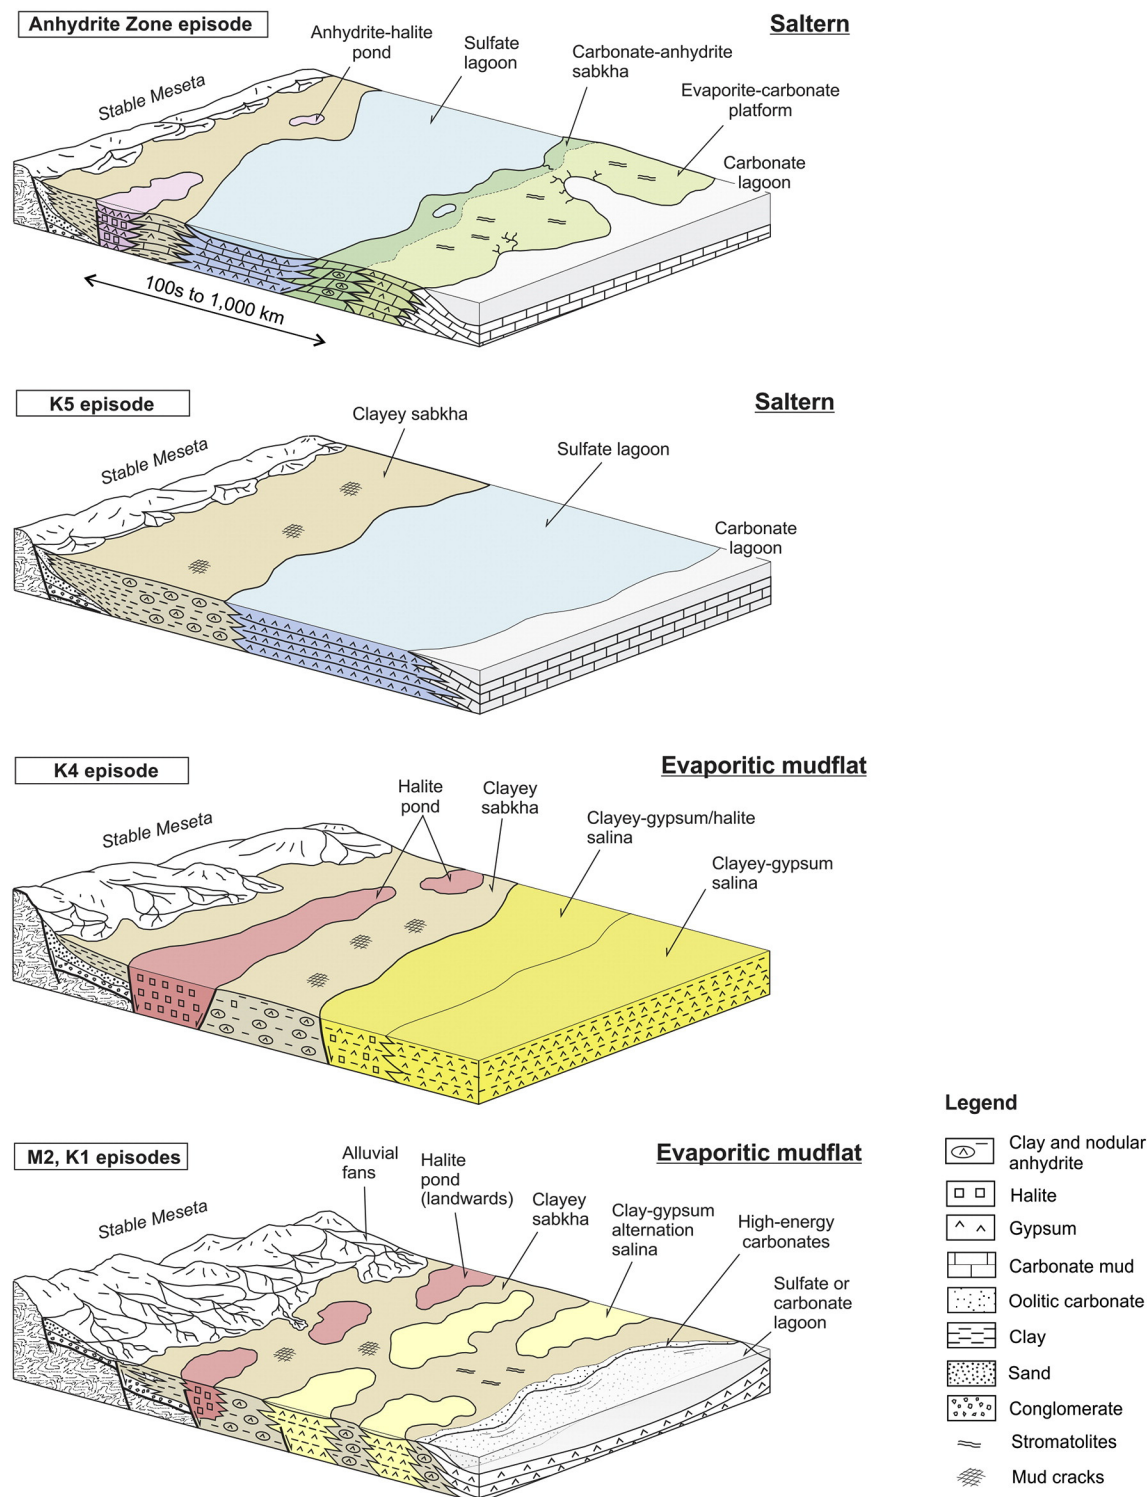 Anhydrite Zone episode
Saltern
Anhydrite-halite
pond
Sulfate
lagoon
Carbonate-anhydrite
sabkha
Evaporite-carbonate
platform
Carbonate
lagoon
Stable Meseta
100s to 1,000 km
K5 episode
Saltern
Clayey sabkha
Sulfate lagoon
Carbonate
lagoon
Stable Meseta
K4 episode
Evaporitic mudflat
Halite
pond
Clayey
sabkha
Clayey-gypsum/halite
salina
Clayey-gypsum
salina
Stable Meseta
M2, K1 episodes
Evaporitic mudflat
Alluvial
fans
Halite
pond
(landwards)
Clayey
sabkha
Clay-gypsum
alternation
salina
High-energy
carbonates
Sulfate or
carbonate
lagoon
Stable Meseta
Legend
Clay and nodular
anhydrite
Halite
Gypsum
Carbonate mud
Oolitic carbonate
Clay
Sand
Conglomerate
Stromatolites
Mud cracks